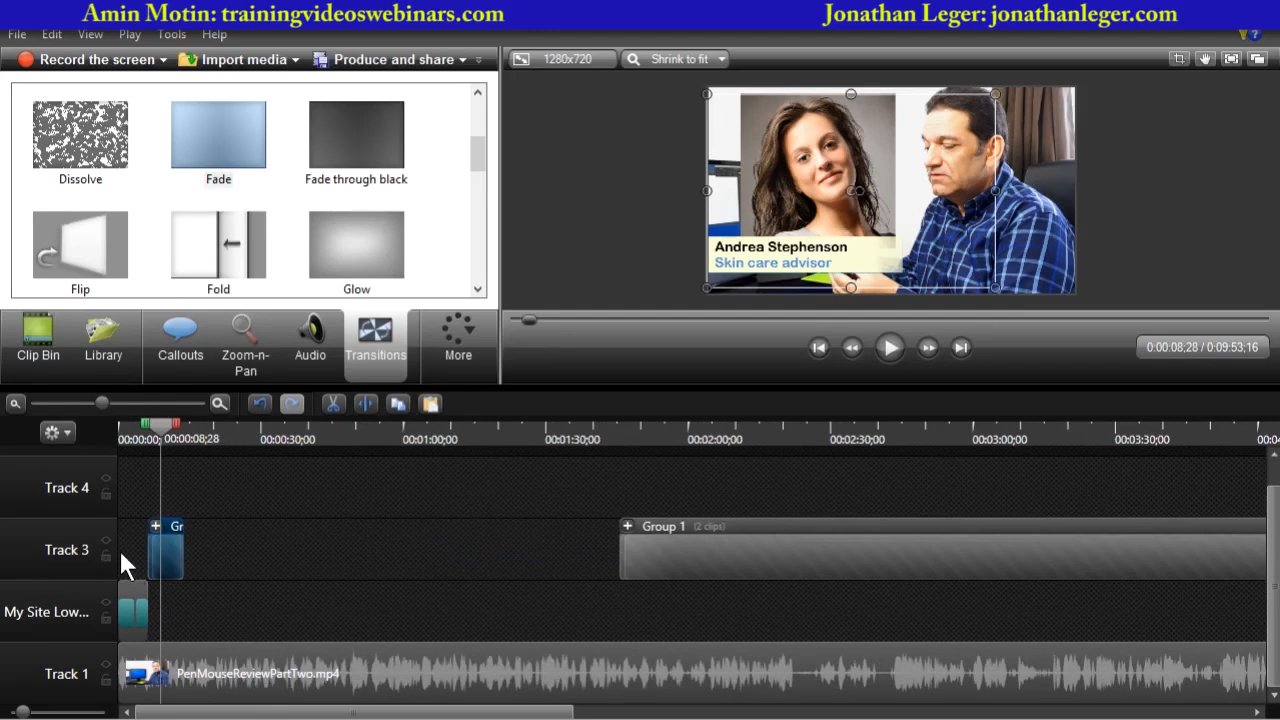 Amin Motin: trainingvideoswebinars.com
Jonathan Leger: jonathanleger.com
File Edit View Play Tools Help
Record the screen Import media Produce and share
1280x720 Shrink to fit
Dissolve Fade Fade through black
Flip Fold Glow
Andrea Stephenson
Skin care advisor
Clip Bin Library Callouts Zoom-n-Pan Audio Transitions More
0:00:08;28 / 0:09:53;16
00:00:00; 00:00:08;28 00:00:30;00 00:01:00;00 00:01:30;00 00:02:00;00 00:02:30;00 00:03:00;00 00:03:30;00
Track 4
Gr
Group 1 (2 clips)
Track 3
My Site Low...
Track 1
PenMouseReviewPartTwo.mp4